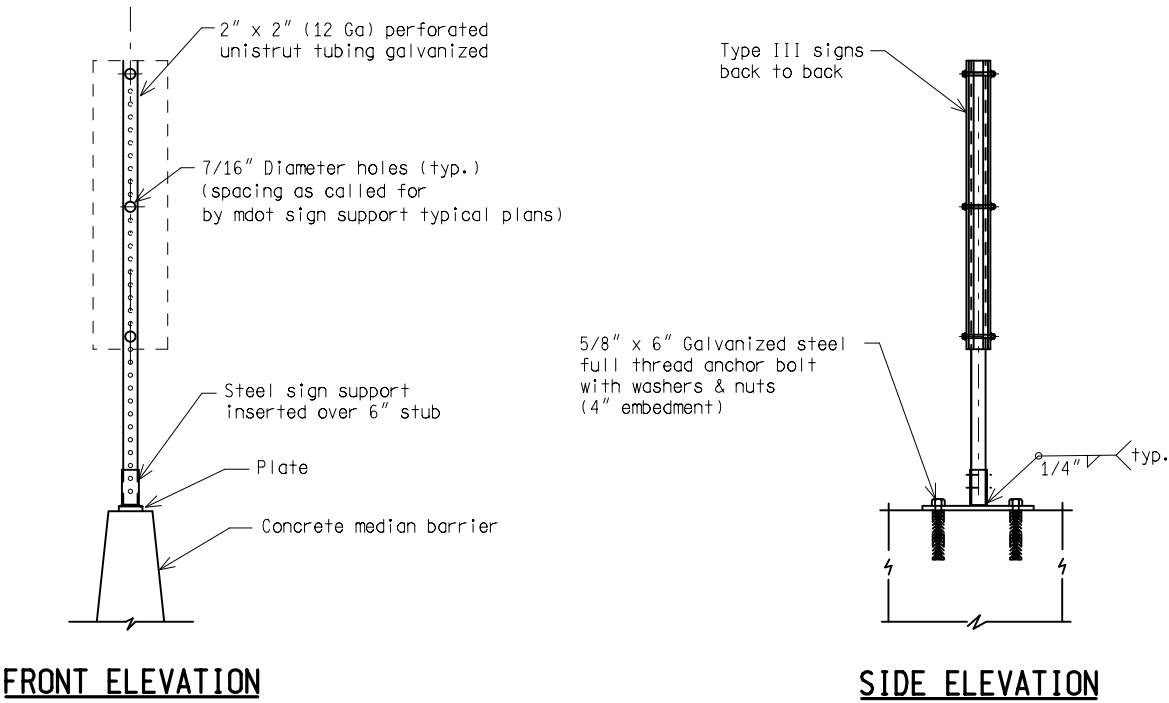 2" x 2" (12 Ga) perforated
unistrut tubing galvanized
7/16" Diameter holes (typ.)
(spacing as called for
by mdot sign support typical plans)
Steel sign support
inserted over 6" stub
Plate
Concrete median barrier
FRONT ELEVATION
Type III signs
back to back
5/8" x 6" Galvanized steel
full thread anchor bolt
with washers & nuts
(4" embedment)
1/4"
typ.
SIDE ELEVATION